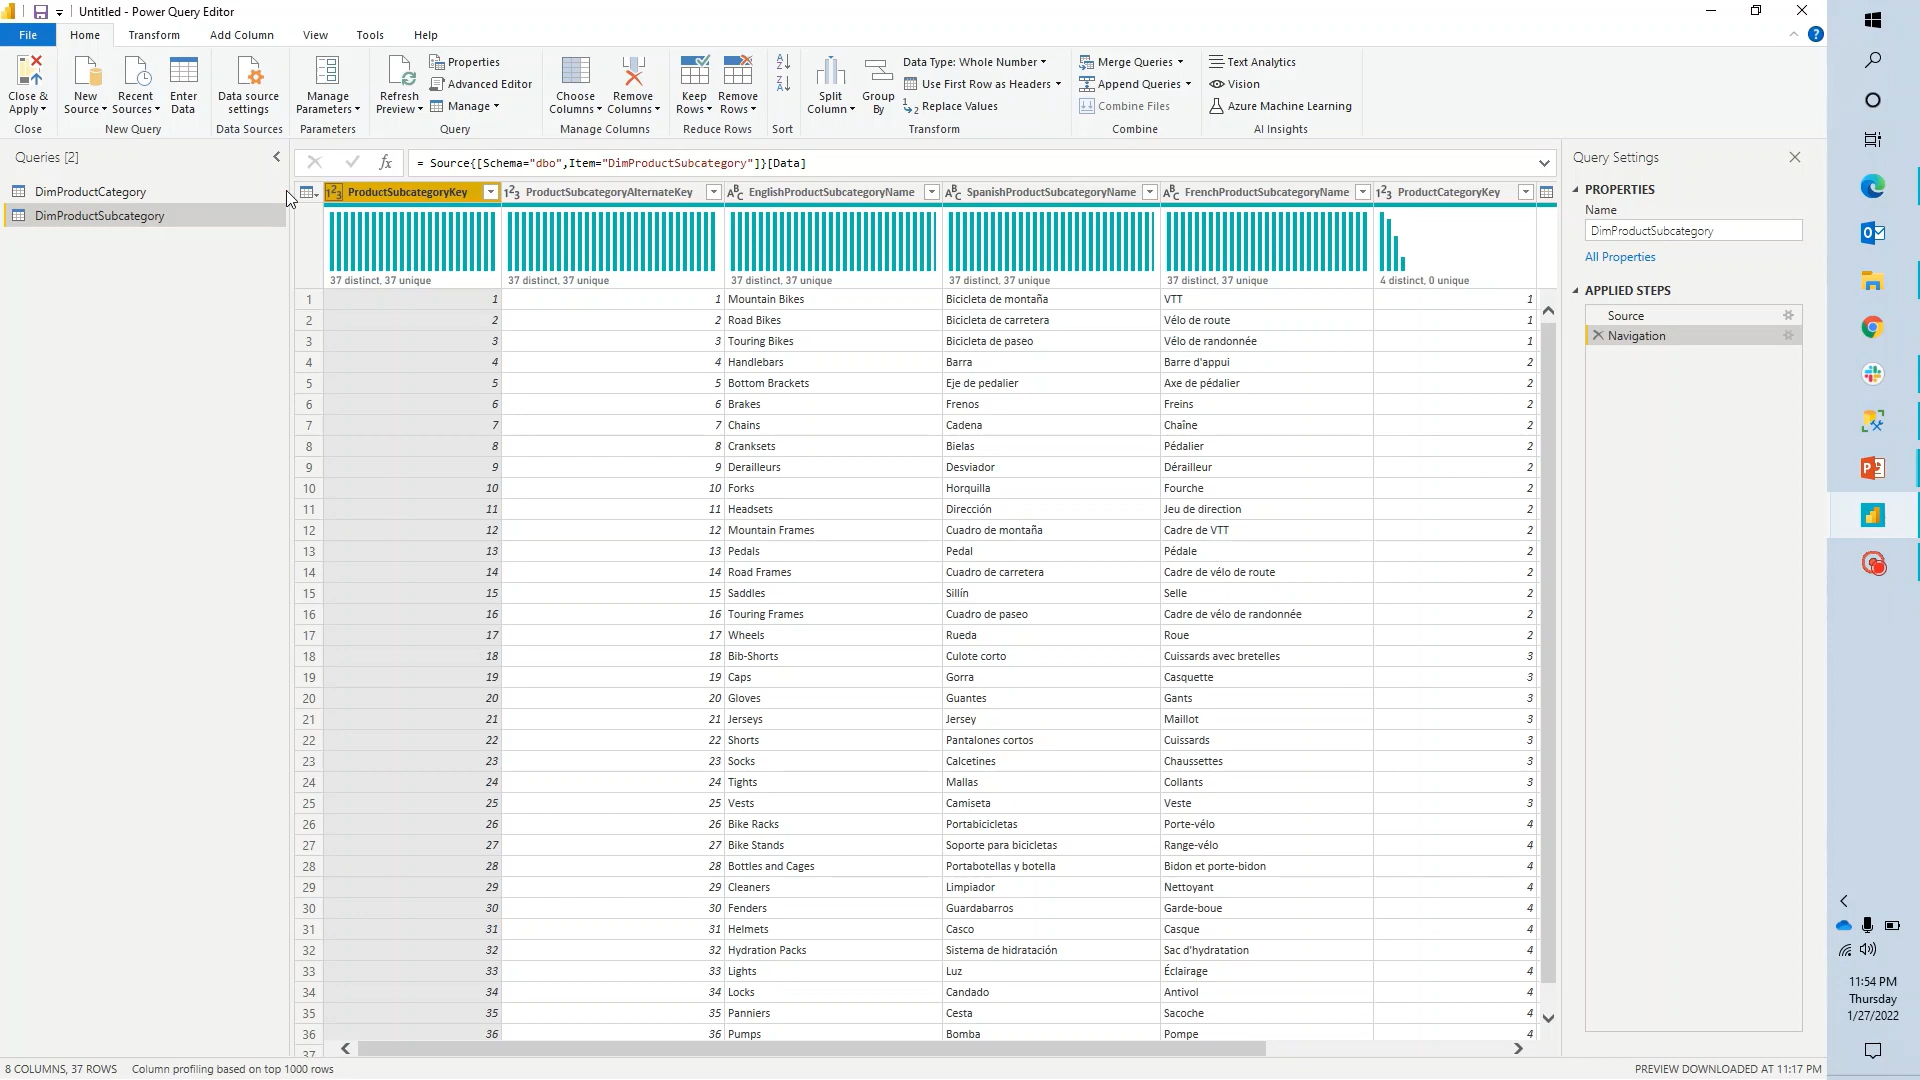 Untitled - Power Query Editor
File Home Transform Add Column View Tools Help
Close & Apply
Close
New Source
Recent Sources
Enter Data
New Query
Data source settings
Data Sources
Manage Parameters
Parameters
Refresh Preview
Properties
Advanced Editor
Manage
Query
Choose Columns
Remove Columns
Manage Columns
Keep Rows
Remove Rows
Reduce Rows
Sort
Split Column
Group By
Data Type: Whole Number
Use First Row as Headers
Replace Values
Transform
Merge Queries
Append Queries
Combine Files
Combine
Text Analytics
Vision
Azure Machine Learning
AI Insights
Queries [2]
DimProductCategory
DimProductSubcategory
= Source{[Schema="dbo",Item="DimProductSubcategory"]}[Data]
ProductSubcategoryKey ProductSubcategoryAlternateKey EnglishProductSubcategoryName SpanishProductSubcategoryName FrenchProductSubcategoryName ProductCategoryKey
37 distinct, 37 unique 37 distinct, 37 unique 37 distinct, 37 unique 37 distinct, 37 unique 37 distinct, 37 unique 4 distinct, 0 unique
1 1 1 Mountain Bikes Bicicleta de montaña VTT 1
2 2 2 Road Bikes Bicicleta de carretera Vélo de route 1
3 3 3 Touring Bikes Bicicleta de paseo Vélo de randonnée 1
4 4 4 Handlebars Barra Barre d'appui 2
5 5 5 Bottom Brackets Eje de pedalier Axe de pédalier 2
6 6 6 Brakes Frenos Freins 2
7 7 7 Chains Cadena Chaîne 2
8 8 8 Cranksets Bielas Pédalier 2
9 9 9 Derailleurs Desviador Dérailleur 2
10 10 10 Forks Horquilla Fourche 2
11 11 11 Headsets Dirección Jeu de direction 2
12 12 12 Mountain Frames Cuadro de montaña Cadre de VTT 2
13 13 13 Pedals Pedal Pédale 2
14 14 14 Road Frames Cuadro de carretera Cadre de vélo de route 2
15 15 15 Saddles Sillín Selle 2
16 16 16 Touring Frames Cuadro de paseo Cadre de vélo de randonnée 2
17 17 17 Wheels Rueda Roue 2
18 18 18 Bib-Shorts Culote corto Cuissards avec bretelles 3
19 19 19 Caps Gorra Casquette 3
20 20 20 Gloves Guantes Gants 3
21 21 21 Jerseys Jersey Maillot 3
22 22 22 Shorts Pantalones cortos Cuissards 3
23 23 23 Socks Calcetines Chaussettes 3
24 24 24 Tights Mallas Collants 3
25 25 25 Vests Camiseta Veste 3
26 26 26 Bike Racks Portabicicletas Porte-vélo 4
27 27 27 Bike Stands Soporte para bicicletas Range-vélo 4
28 28 28 Bottles and Cages Portabotellas y botella Bidon et porte-bidon 4
29 29 29 Cleaners Limpiador Nettoyant 4
30 30 30 Fenders Guardabarros Garde-boue 4
31 31 31 Helmets Casco Casque 4
32 32 32 Hydration Packs Sistema de hidratación Sac d'hydratation 4
33 33 33 Lights Luz Éclairage 4
34 34 34 Locks Candado Antivol 4
35 35 35 Panniers Cesta Sacoche 4
36 36 36 Pumps Bomba Pompe 4
37
Query Settings
PROPERTIES
Name
DimProductSubcategory
All Properties
APPLIED STEPS
Source
Navigation
8 COLUMNS, 37 ROWS Column profiling based on top 1000 rows
PREVIEW DOWNLOADED AT 11:17 PM
11:54 PM
Thursday
1/27/2022